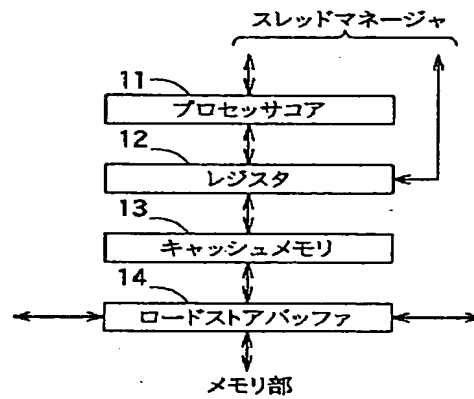 スレッドマネージャ
11
プロセッサコア
12
レジスタ
13
キャッシュメモリ
14
ロードストアバッファ
メモリ部